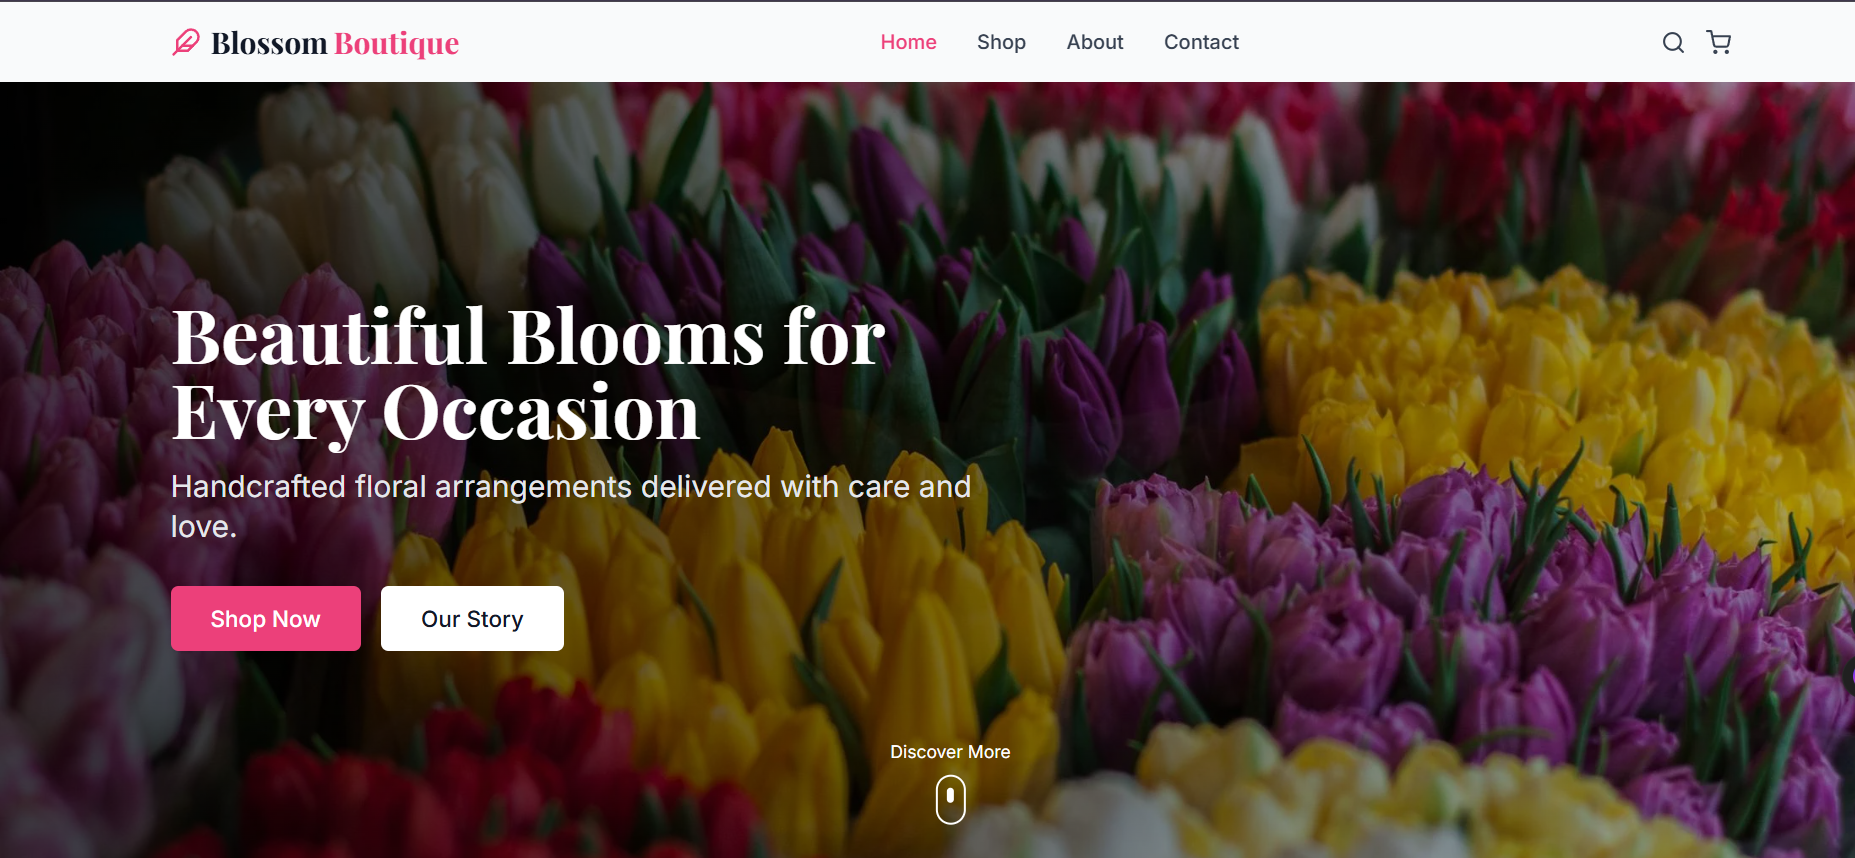 Blossom Boutique
Home
Shop
About
Contact
Beautiful Blooms for
Every Occasion
Handcrafted floral arrangements delivered with care and
love.
Shop Now
Our Story
Discover More